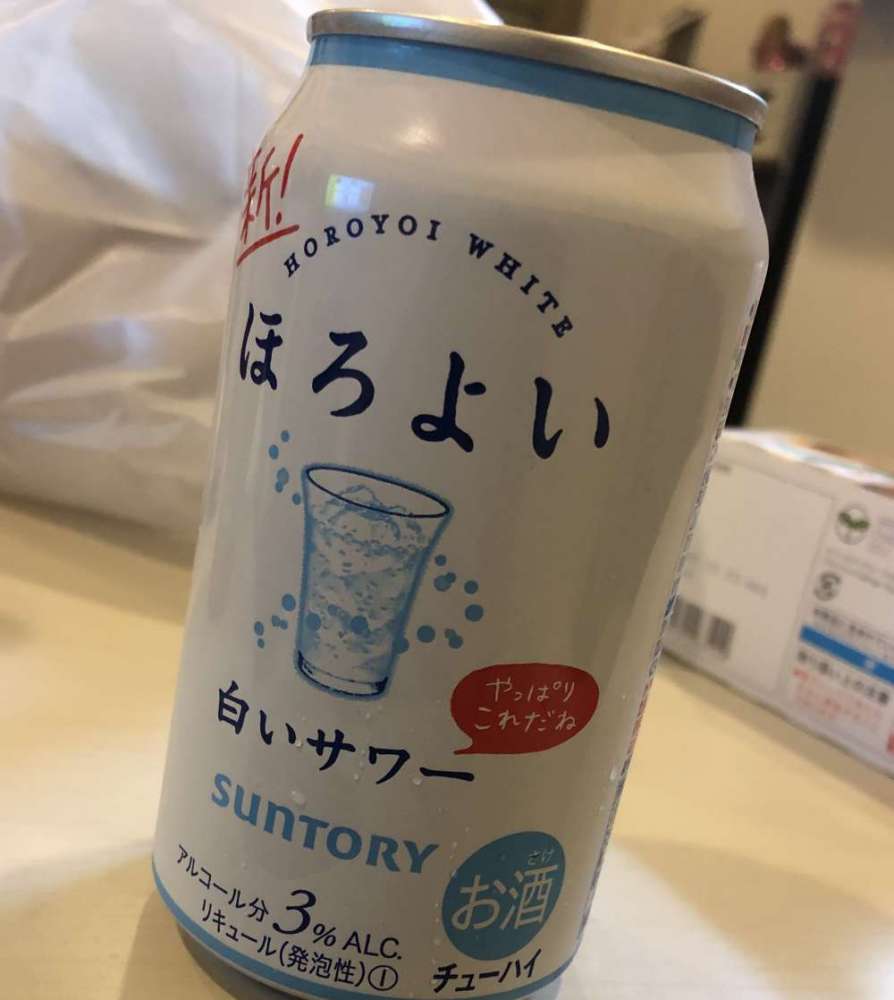 新!
HOROYOI WHITE
ほろよい
白いサワー
やっぱり
これだね
SUNTORY
アルコール分3% ALC.
リキュール(発泡性)①
さけ
お酒
チューハイ